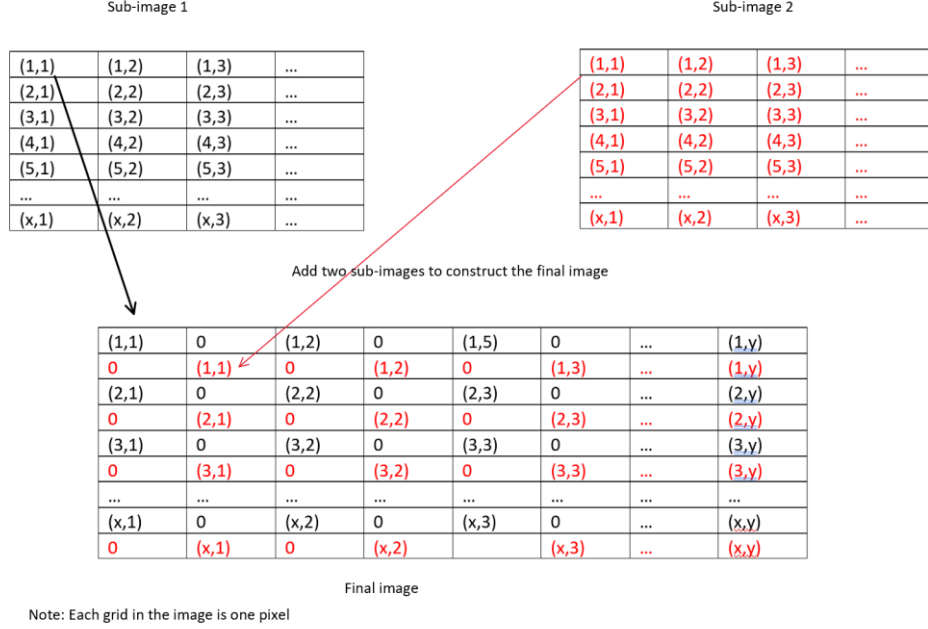 Sub-image 1 Sub-image 2
(1,1) (1,2) (1,3) ... (1,1) (1,2) (1,3) ...
(2,1) (2,2) (2,3) ... (2,1) (2,2) (2,3) ...
(3,1) (3,2) (3,3) ... (3,1) (3,2) (3,3) ...
(4,1) (4,2) (4,3) ... (4,1) (4,2) (4,3) ...
(5,1) (5,2) (5,3) ... (5,1) (5,2) (5,3) ...
... ... ... ... ... ... ... ...
(x,1) (x,2) (x,3) ... (x,1) (x,2) (x,3) ...
Add two sub-images to construct the final image
(1,1) 0 (1,2) 0 (1,5) 0 ... (1,y)
0 (1,1) 0 (1,2) 0 (1,3) ... (1,y)
(2,1) 0 (2,2) 0 (2,3) 0 ... (2,y)
0 (2,1) 0 (2,2) 0 (2,3) ... (2,y)
(3,1) 0 (3,2) 0 (3,3) 0 ... (3,y)
0 (3,1) 0 (3,2) 0 (3,3) ... (3,y)
... ... ... ... ... ... ... ...
(x,1) 0 (x,2) 0 (x,3) 0 ... (x,y)
0 (x,1) 0 (x,2) (x,3) ... (x,y)
Final image
Note: Each grid in the image is one pixel